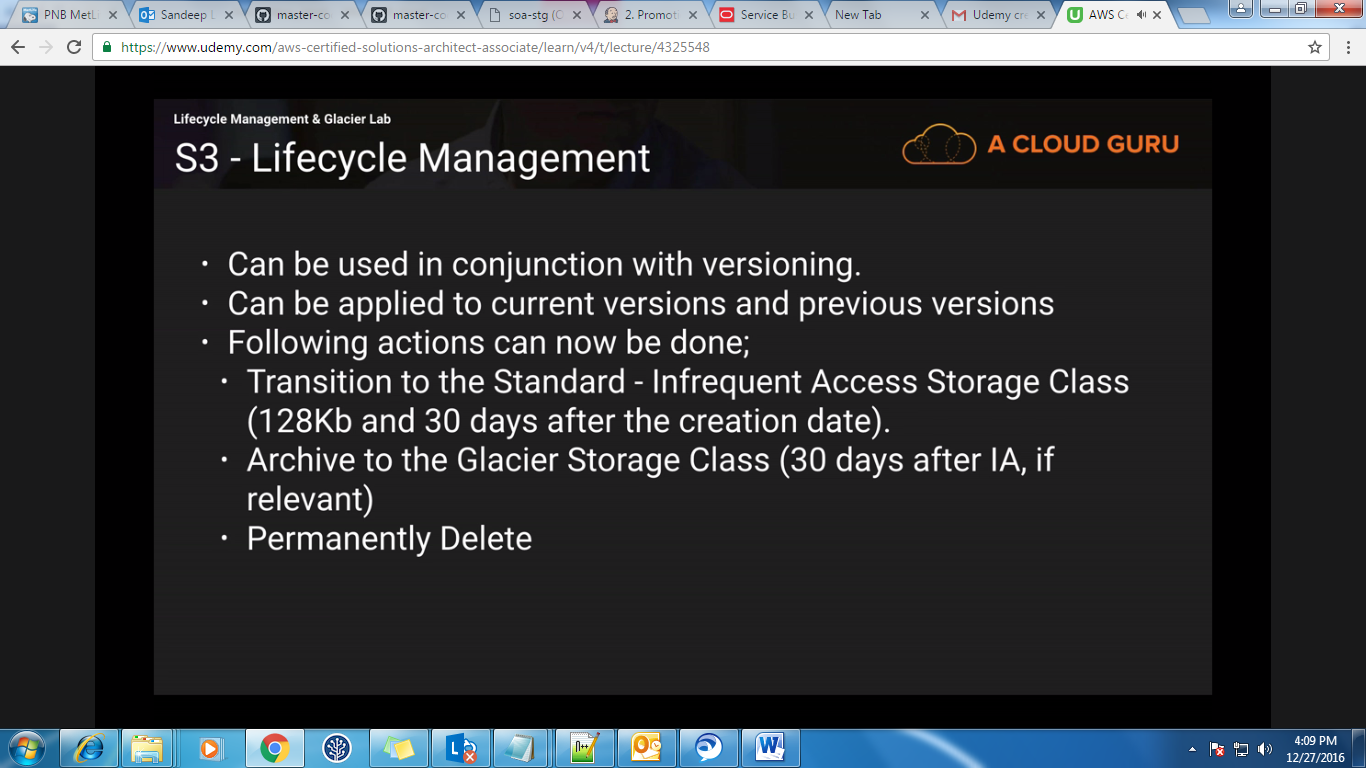 PNB MetL
Sandeep L
master-co
master-co
soa-stg (O
2. Promoti
Service Bu
New Tab
Udemy cre
AWS Ce
https://www.udemy.com/aws-certified-solutions-architect-associate/learn/v4/t/lecture/4325548
Lifecycle Management & Glacier Lab
S3 - Lifecycle Management
A CLOUD GURU
• Can be used in conjunction with versioning.
• Can be applied to current versions and previous versions
• Following actions can now be done;
• Transition to the Standard - Infrequent Access Storage Class
(128Kb and 30 days after the creation date).
• Archive to the Glacier Storage Class (30 days after IA, if
relevant)
• Permanently Delete
4:09 PM
12/27/2016